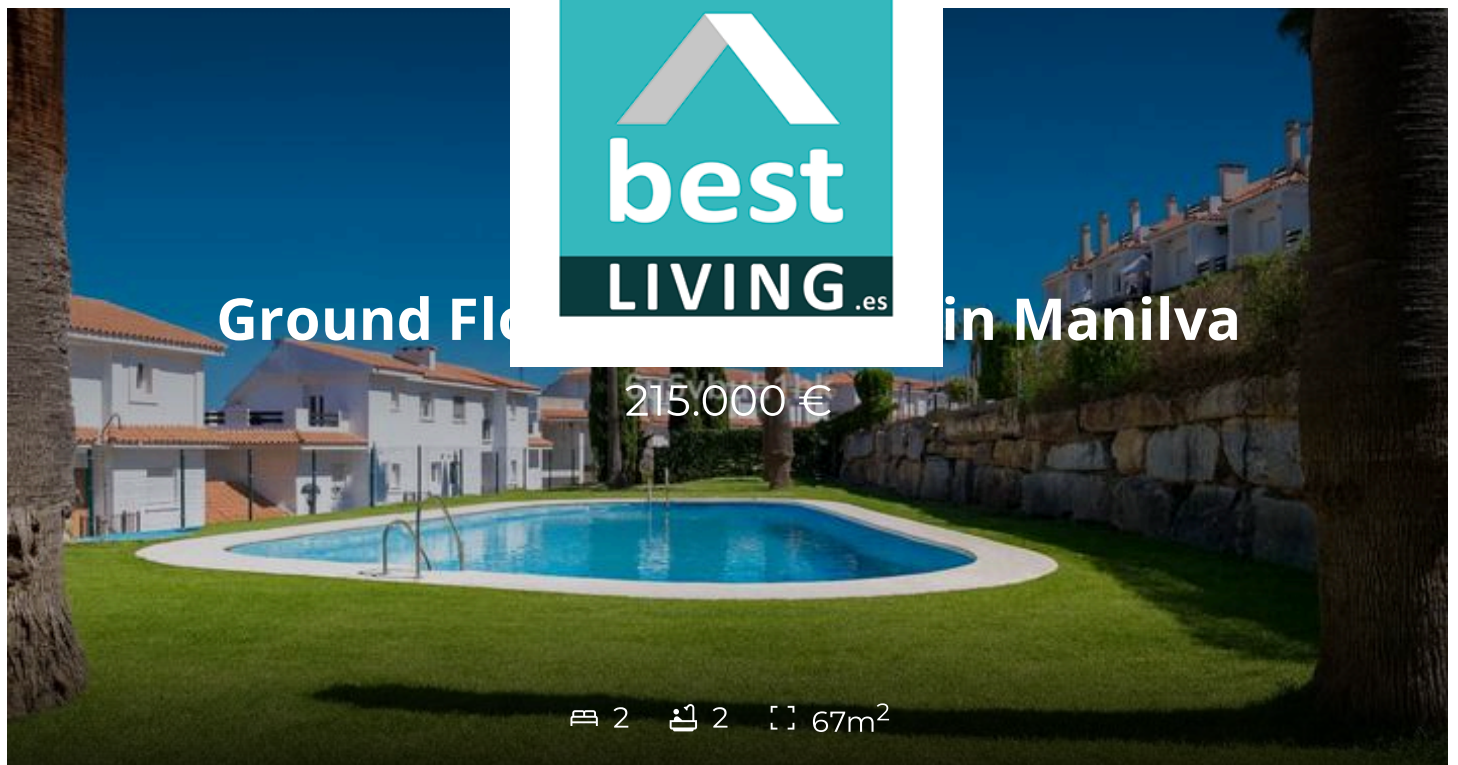 best
LIVING.es
Ground Flo in Manilva
215.000 €
2 2 67m²